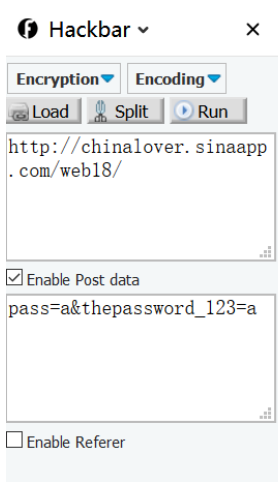 Hackbar
Encryption Encoding
Load Split Run
http://chinalover.sinaapp
.com/web18/
Enable Post data
pass=a&thepassword_123=a
Enable Referer